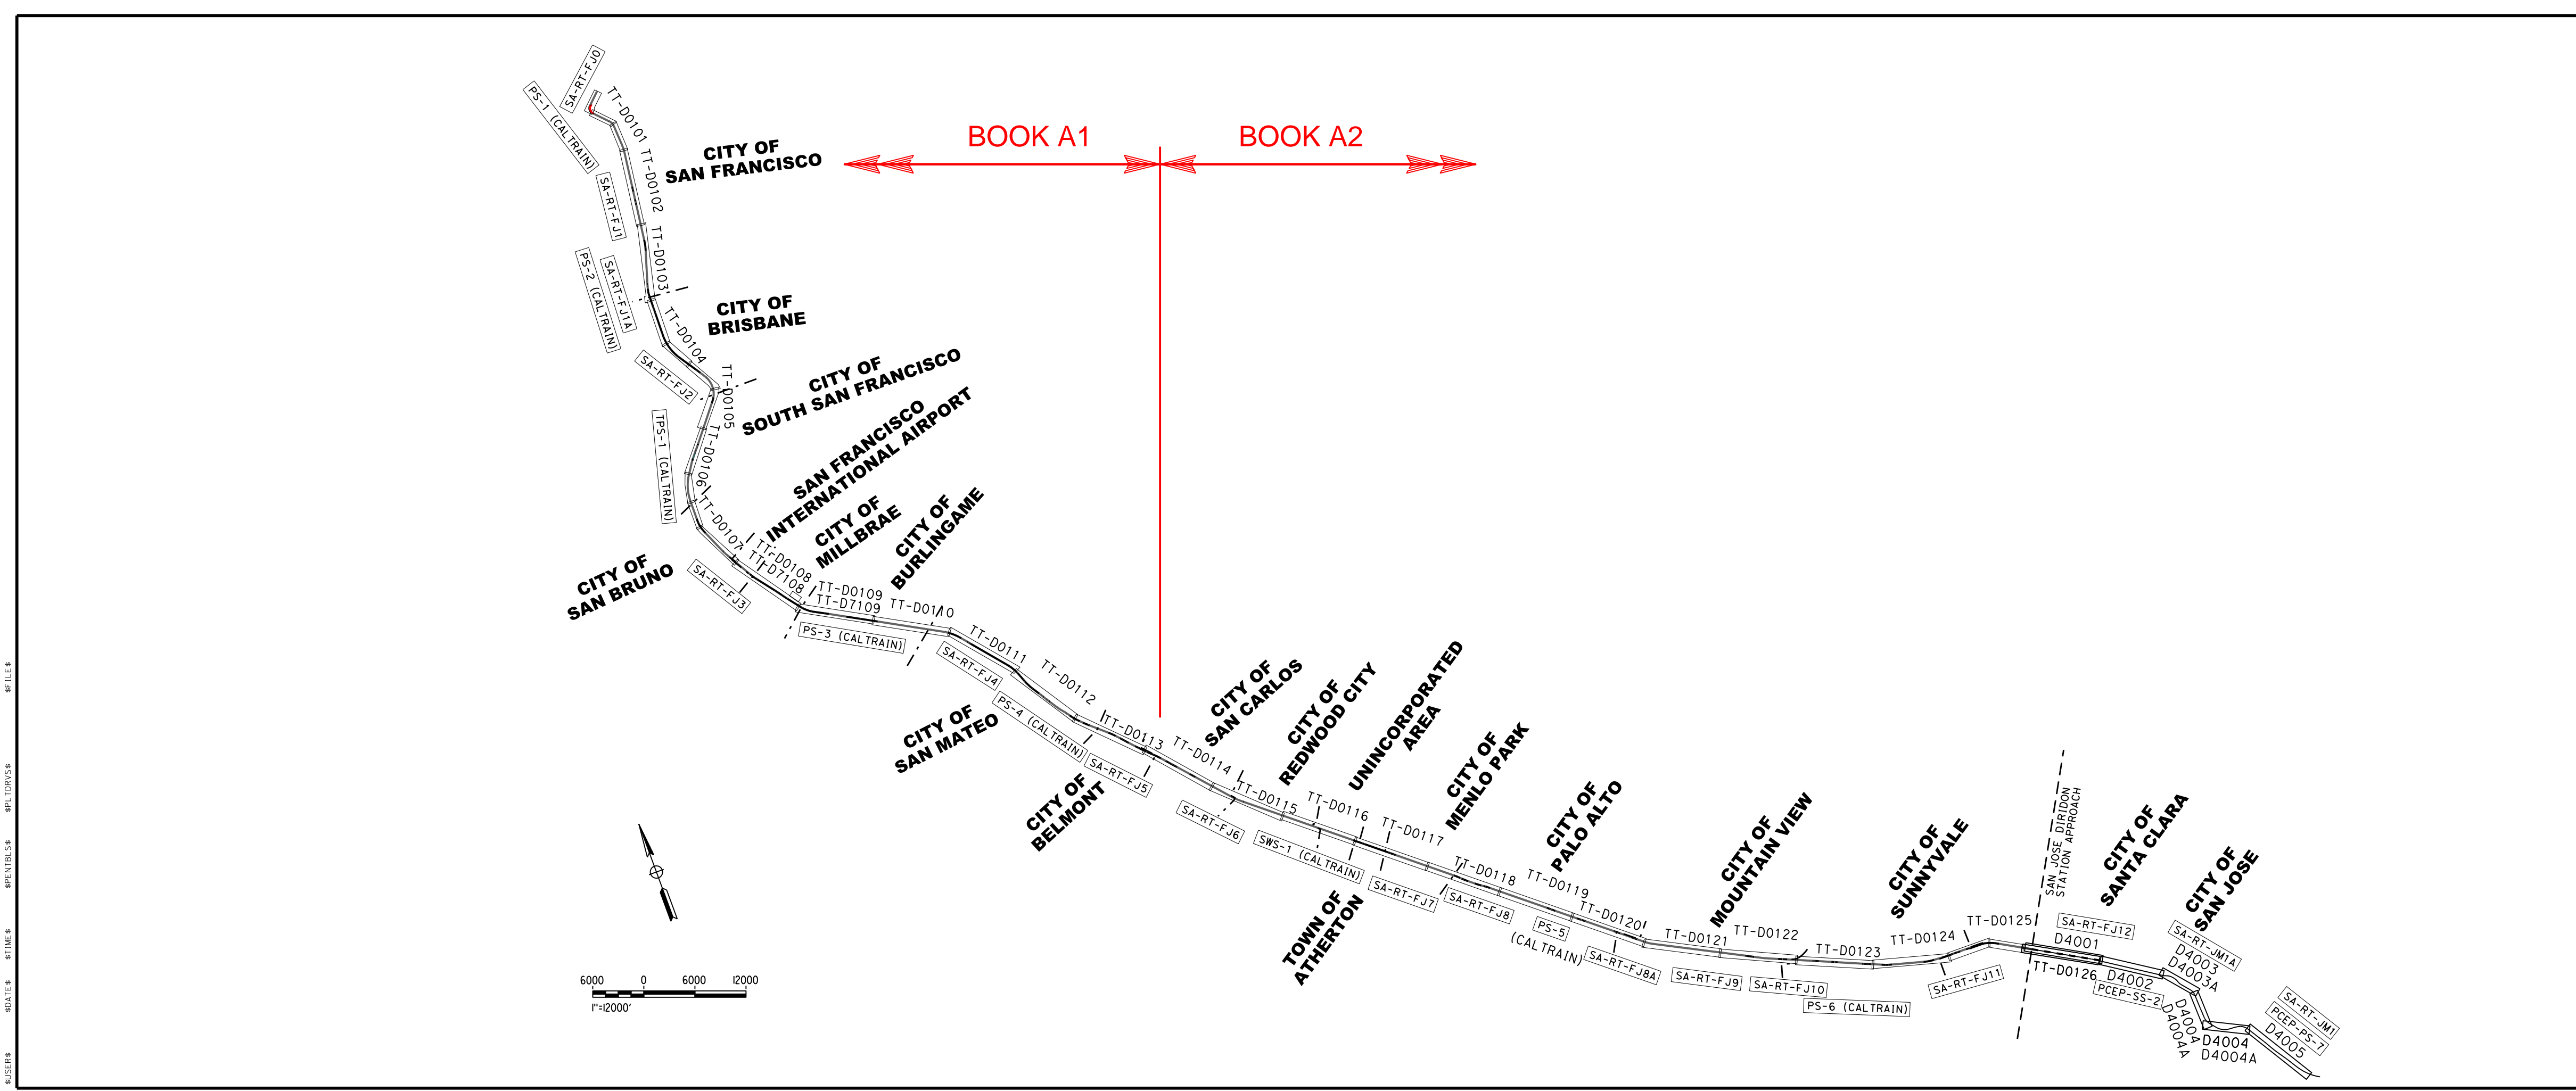 SA-RT-FJ0
PS-1 (CALTRAIN)
TT-D0101
CITY OF
SAN FRANCISCO
BOOK A1
BOOK A2
TT-D0102
SA-RT-FJ1
TT-D0103
PS-2 (CALTRAIN)
SA-RT-FJ1A
CITY OF
BRISBANE
TT-D0104
SA-RT-FJ2
TT-D0105
CITY OF
SOUTH SAN FRANCISCO
TPS-1 (CALTRAIN)
TT-D0106
SAN FRANCISCO
INTERNATIONAL AIRPORT
TT-D0107
CITY OF
MILLBRAE
CITY OF
BURLINGAME
CITY OF
SAN BRUNO
SA-RT-FJ3
TT-D0108
TT-D7108
TT-D0109
TT-D7109
TT-D0110
PS-3 (CALTRAIN)
TT-D0111
SA-RT-FJ4
TT-D0112
CITY OF
SAN MATEO
PS-4 (CALTRAIN)
TT-D0113
SA-RT-FJ5
CITY OF
BELMONT
TT-D0114
CITY OF
SAN CARLOS
SA-RT-FJ6
TT-D0115
CITY OF
REDWOOD CITY
SWS-1 (CALTRAIN)
TT-D0116
UNINCORPORATED
AREA
TT-D0117
SA-RT-FJ7
TOWN OF
ATHERTON
CITY OF
MENLO PARK
TT-D0118
SA-RT-FJ8
TT-D0119
PS-5
(CALTRAIN)
CITY OF
PALO ALTO
TT-D0120
SA-RT-FJ8A
TT-D0121
SA-RT-FJ9
CITY OF
MOUNTAIN VIEW
TT-D0122
SA-RT-FJ10
TT-D0123
PS-6 (CALTRAIN)
CITY OF
SUNNYVALE
TT-D0124
SA-RT-FJ11
TT-D0125
SAN JOSE DIRIDON
STATION APPROACH
SA-RT-FJ12
D4001
TT-D0126
CITY OF
SANTA CLARA
D4002
PCEP-SS-2
CITY OF
SAN JOSE
SA-RT-JM1A
D4003
D4003A
D4004
D4004A
D4004
D4004A
SA-RT-JM1
PCEP-PS-7
D4005
6000 0 6000 12000
1"=12000'
$FILE$
$PLTDRVS$
$PENTBLS$
$TIME$
$DATE$
$USER$